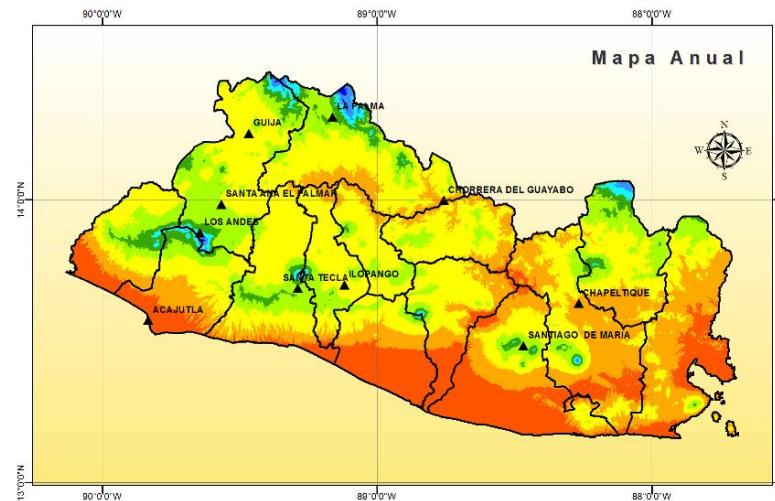 90°0'0"W 89°0'0"W 88°0'0"W
Mapa Anual
LA PALMA
GUIJA
N
W E
S
CHORRERA DEL GUAYABO
SANTA ANA EL PALMAR
14°0'0"N
LOS ANDES
SANTA TECLA
ILOPANGO
CHAPELTIQUE
ACAJUTLA
SANTIAGO DE MARIA
13°0'0"N
90°0'0"W 89°0'0"W 88°0'0"W